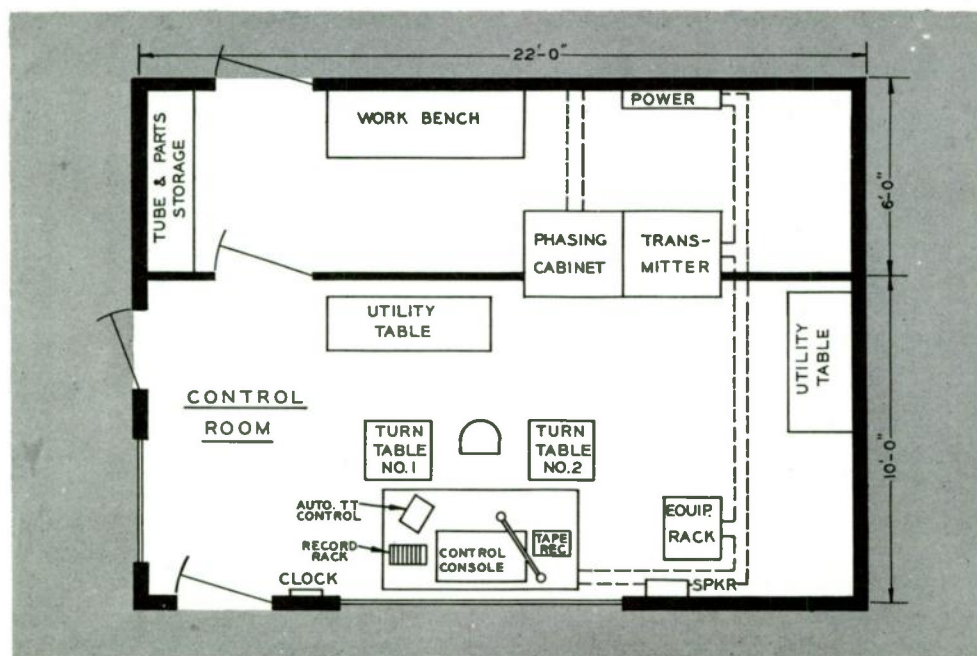 22'-0"
TUBE & PARTS
STORAGE
WORK BENCH
POWER
6'-0"
PHASING
CABINET
TRANS-
MITTER
UTILITY
TABLE
UTILITY
TABLE
CONTROL
ROOM
TURN
TABLE
NO.1
TURN
TABLE
NO.2
10'-0"
AUTO. TT
CONTROL
RECORD
RACK
CONTROL
CONSOLE
TAPE
REC
EQUIP.
RACK
CLOCK
SPKR